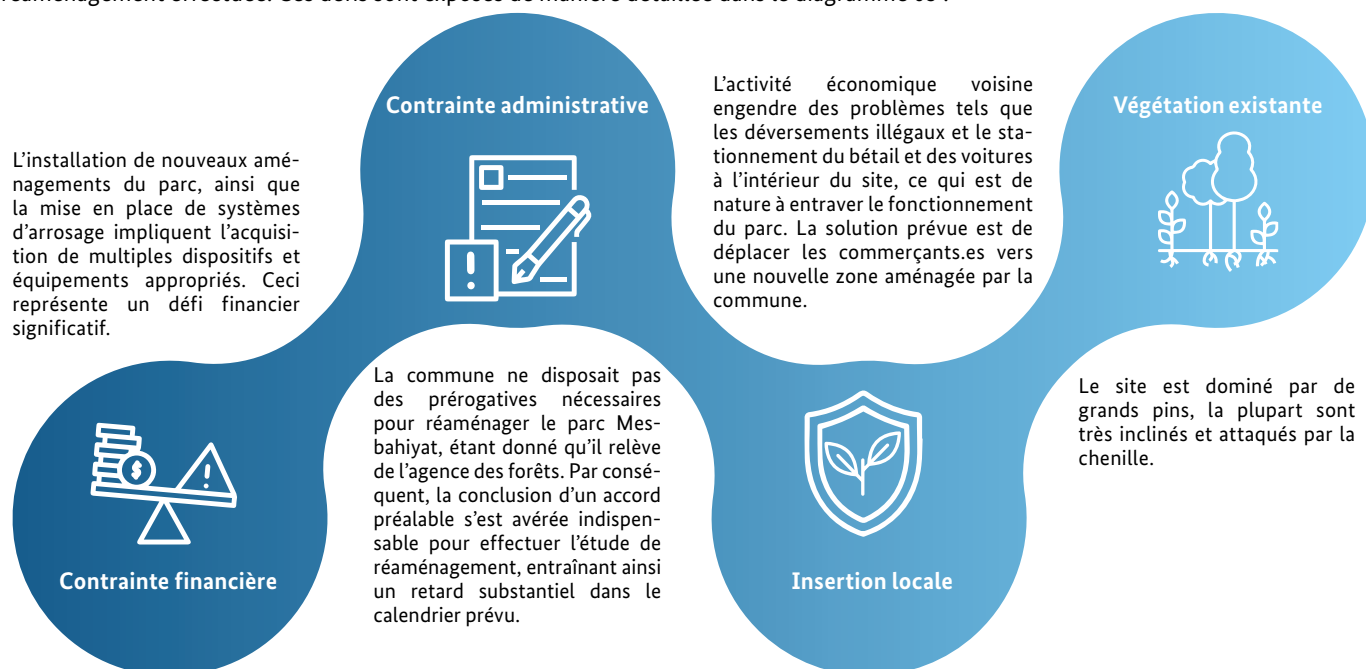 Contrainte administrative
L'activité économique voisine
engendre des problèmes tels que
les déversements illégaux et le sta-
tionnement du bétail et des voitures
à l'intérieur du site, ce qui est de
nature à entraver le fonctionnement
du parc. La solution prévue est de
déplacer les commerçants.es vers
une nouvelle zone aménagée par la
commune.
Végétation existante
L'installation de nouveaux amé-
nagements du parc, ainsi que
la mise en place de systèmes
d'arrosage impliquent l'acquisi-
tion de multiples dispositifs et
équipements appropriés. Ceci
représente un défi financier
significatif.
La commune ne disposait pas
des prérogatives nécessaires
pour réaménager le parc Mes-
bahiyat, étant donné qu'il relève
de l'agence des forêts. Par consé-
quent, la conclusion d'un accord
préalable s'est avérée indispen-
sable pour effectuer l'étude de
réaménagement, entraînant ainsi
un retard substantiel dans le
calendrier prévu.
Le site est dominé par de
grands pins, la plupart sont
très inclinés et attaqués par la
chenille.
$
Contrainte financière
Insertion locale